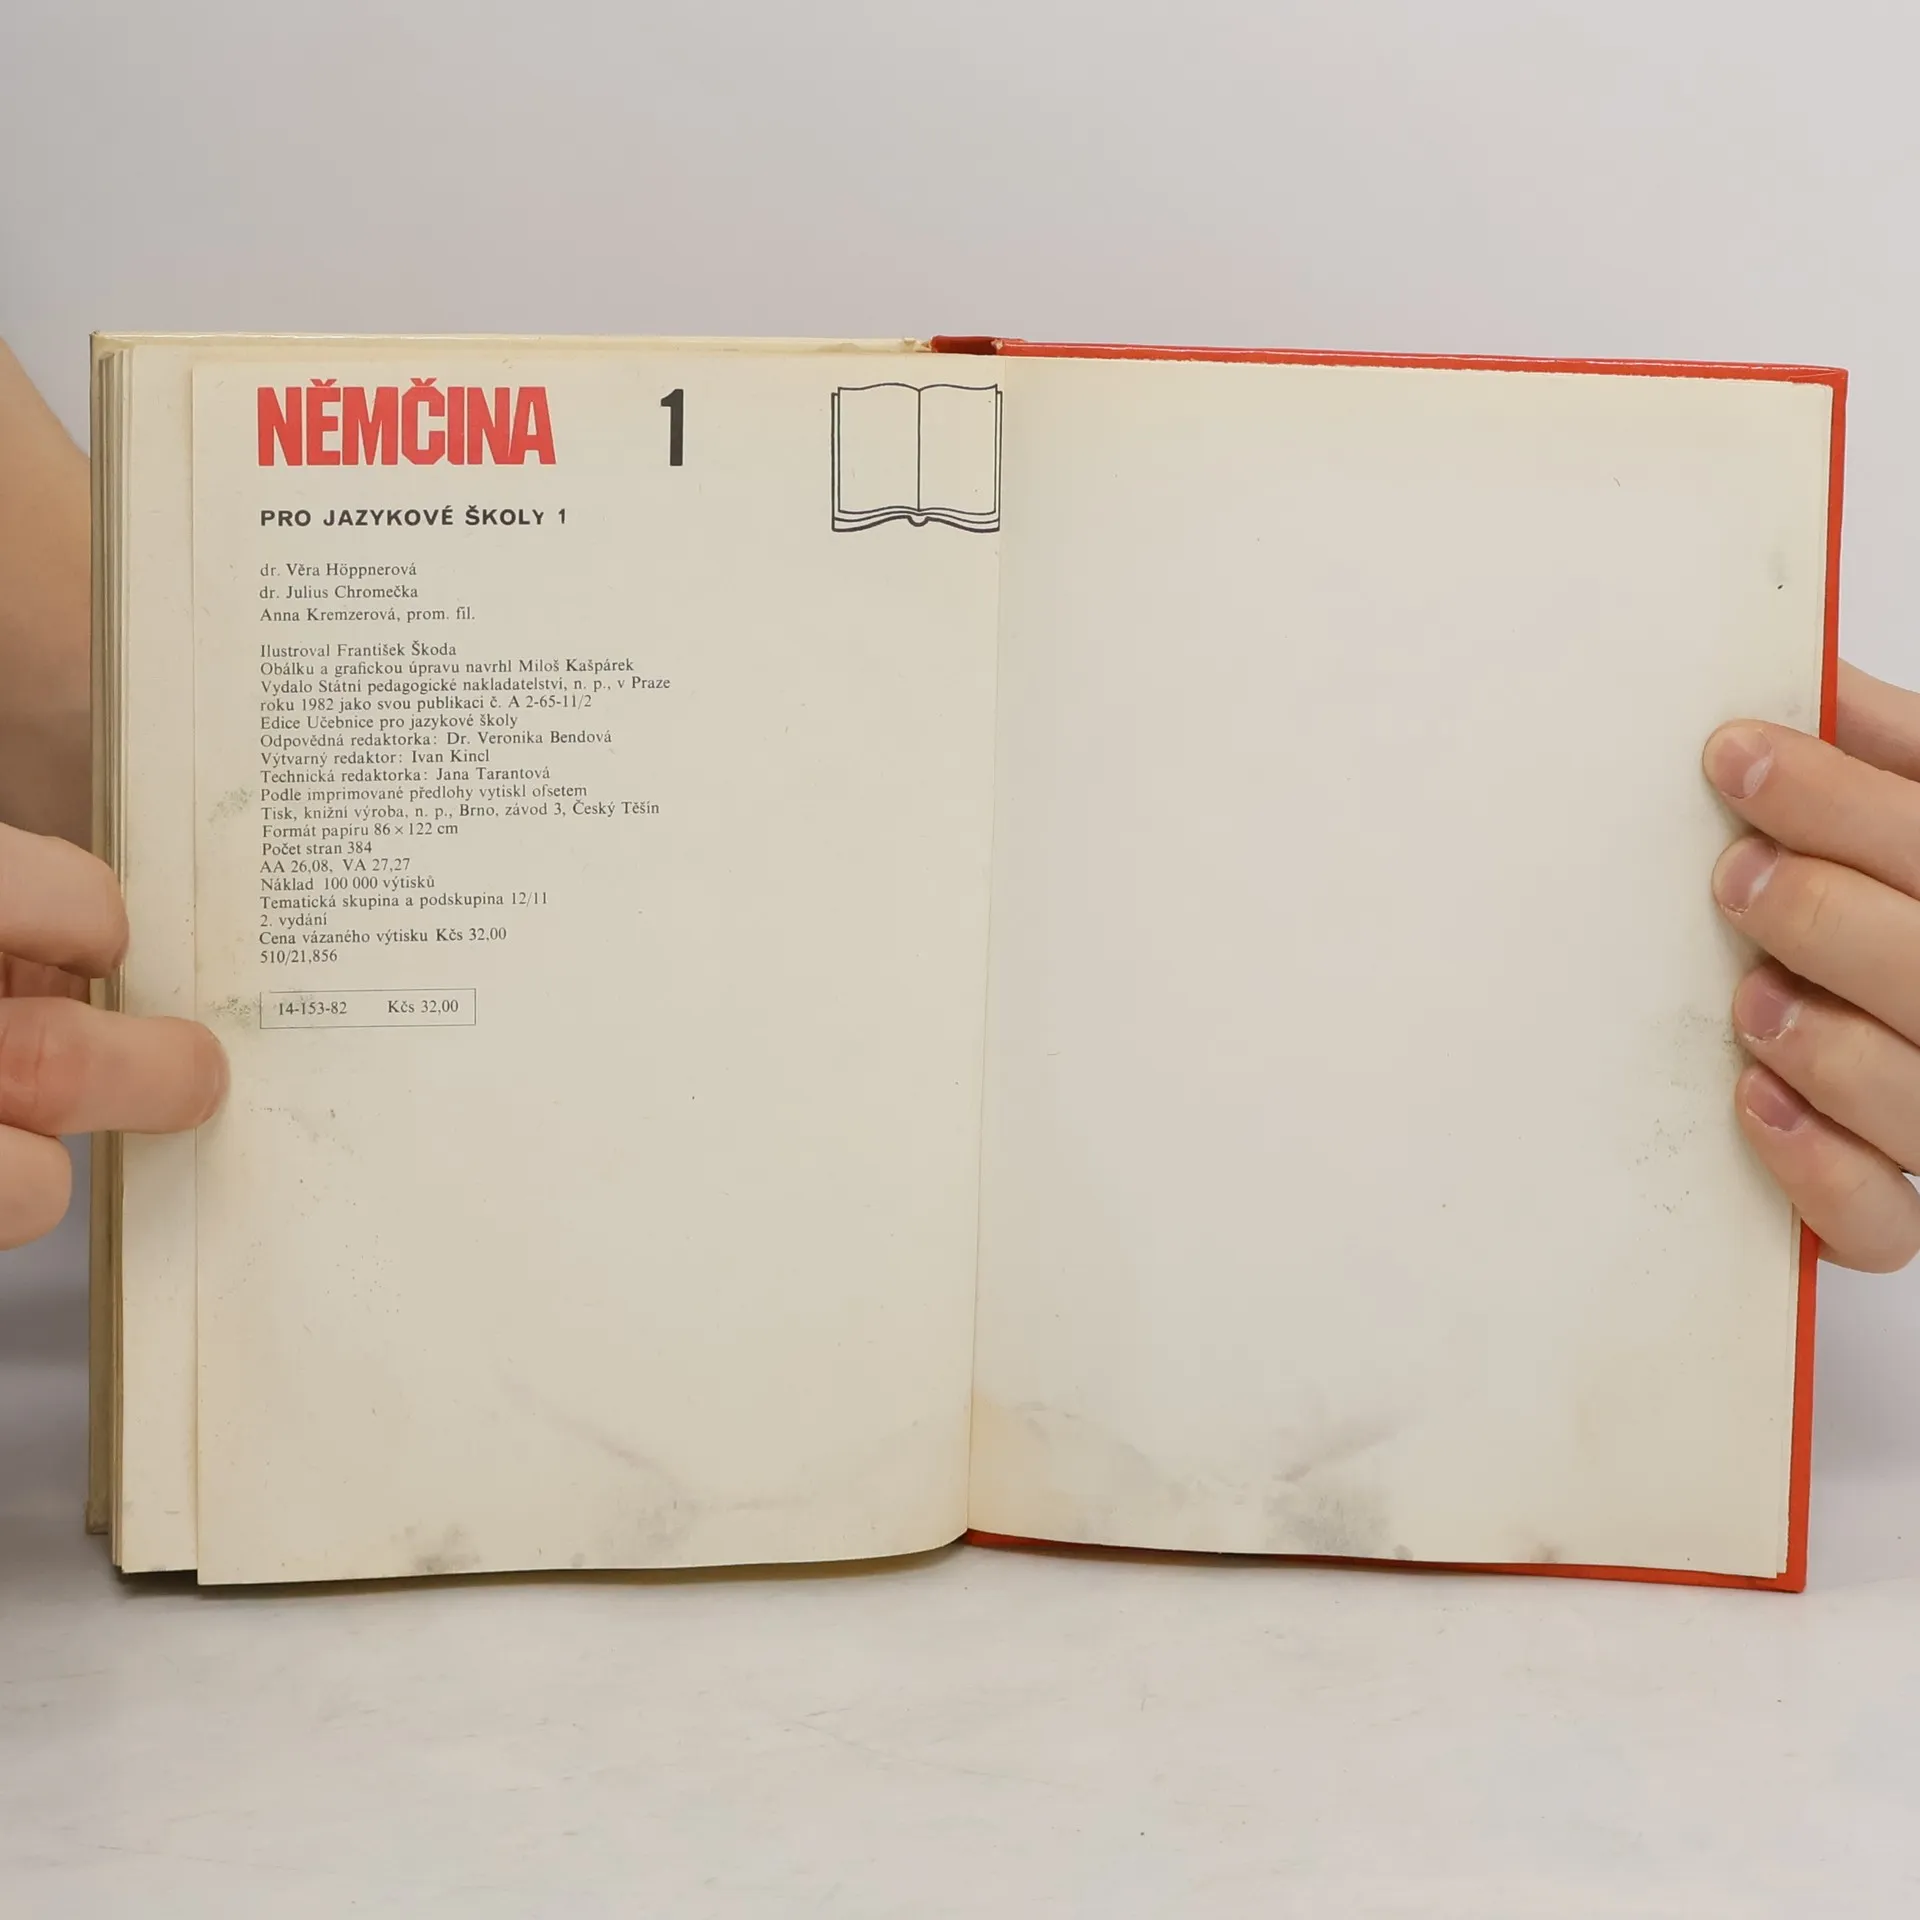 NĚMČINA 1
PRO JAZYKOVÉ ŠKOLY 1
dr. Věra Höppnerová
dr. Julius Chromečka
Anna Kremzerová, prom. fil.
Ilustroval František Škoda
Obálku a grafickou úpravu navrhl Miloš Kašpárek
Vydalo Státní pedagogické nakladatelství, n. p., v Praze
roku 1982 jako svou publikaci č. A 2-65-11/2
Edice Učebnice pro jazykové školy
Odpovědná redaktorka: Dr. Veronika Bendová
Výtvarný redaktor: Ivan Kincl
Technická redaktorka: Jana Tarantová
Podle imprimované předlohy vytiskl ofsetem
Tisk, knižní výroba, n. p., Brno, závod 3, Český Těšín
Formát papíru 86 × 122 cm
Počet stran 384
AA 26,08, VA 27,27
Náklad 100 000 výtisků
Tematická skupina a podskupina 12/11
2. vydání
Cena vázaného výtisku Kčs 32,00
510/21,856
14-153-82 Kčs 32,00